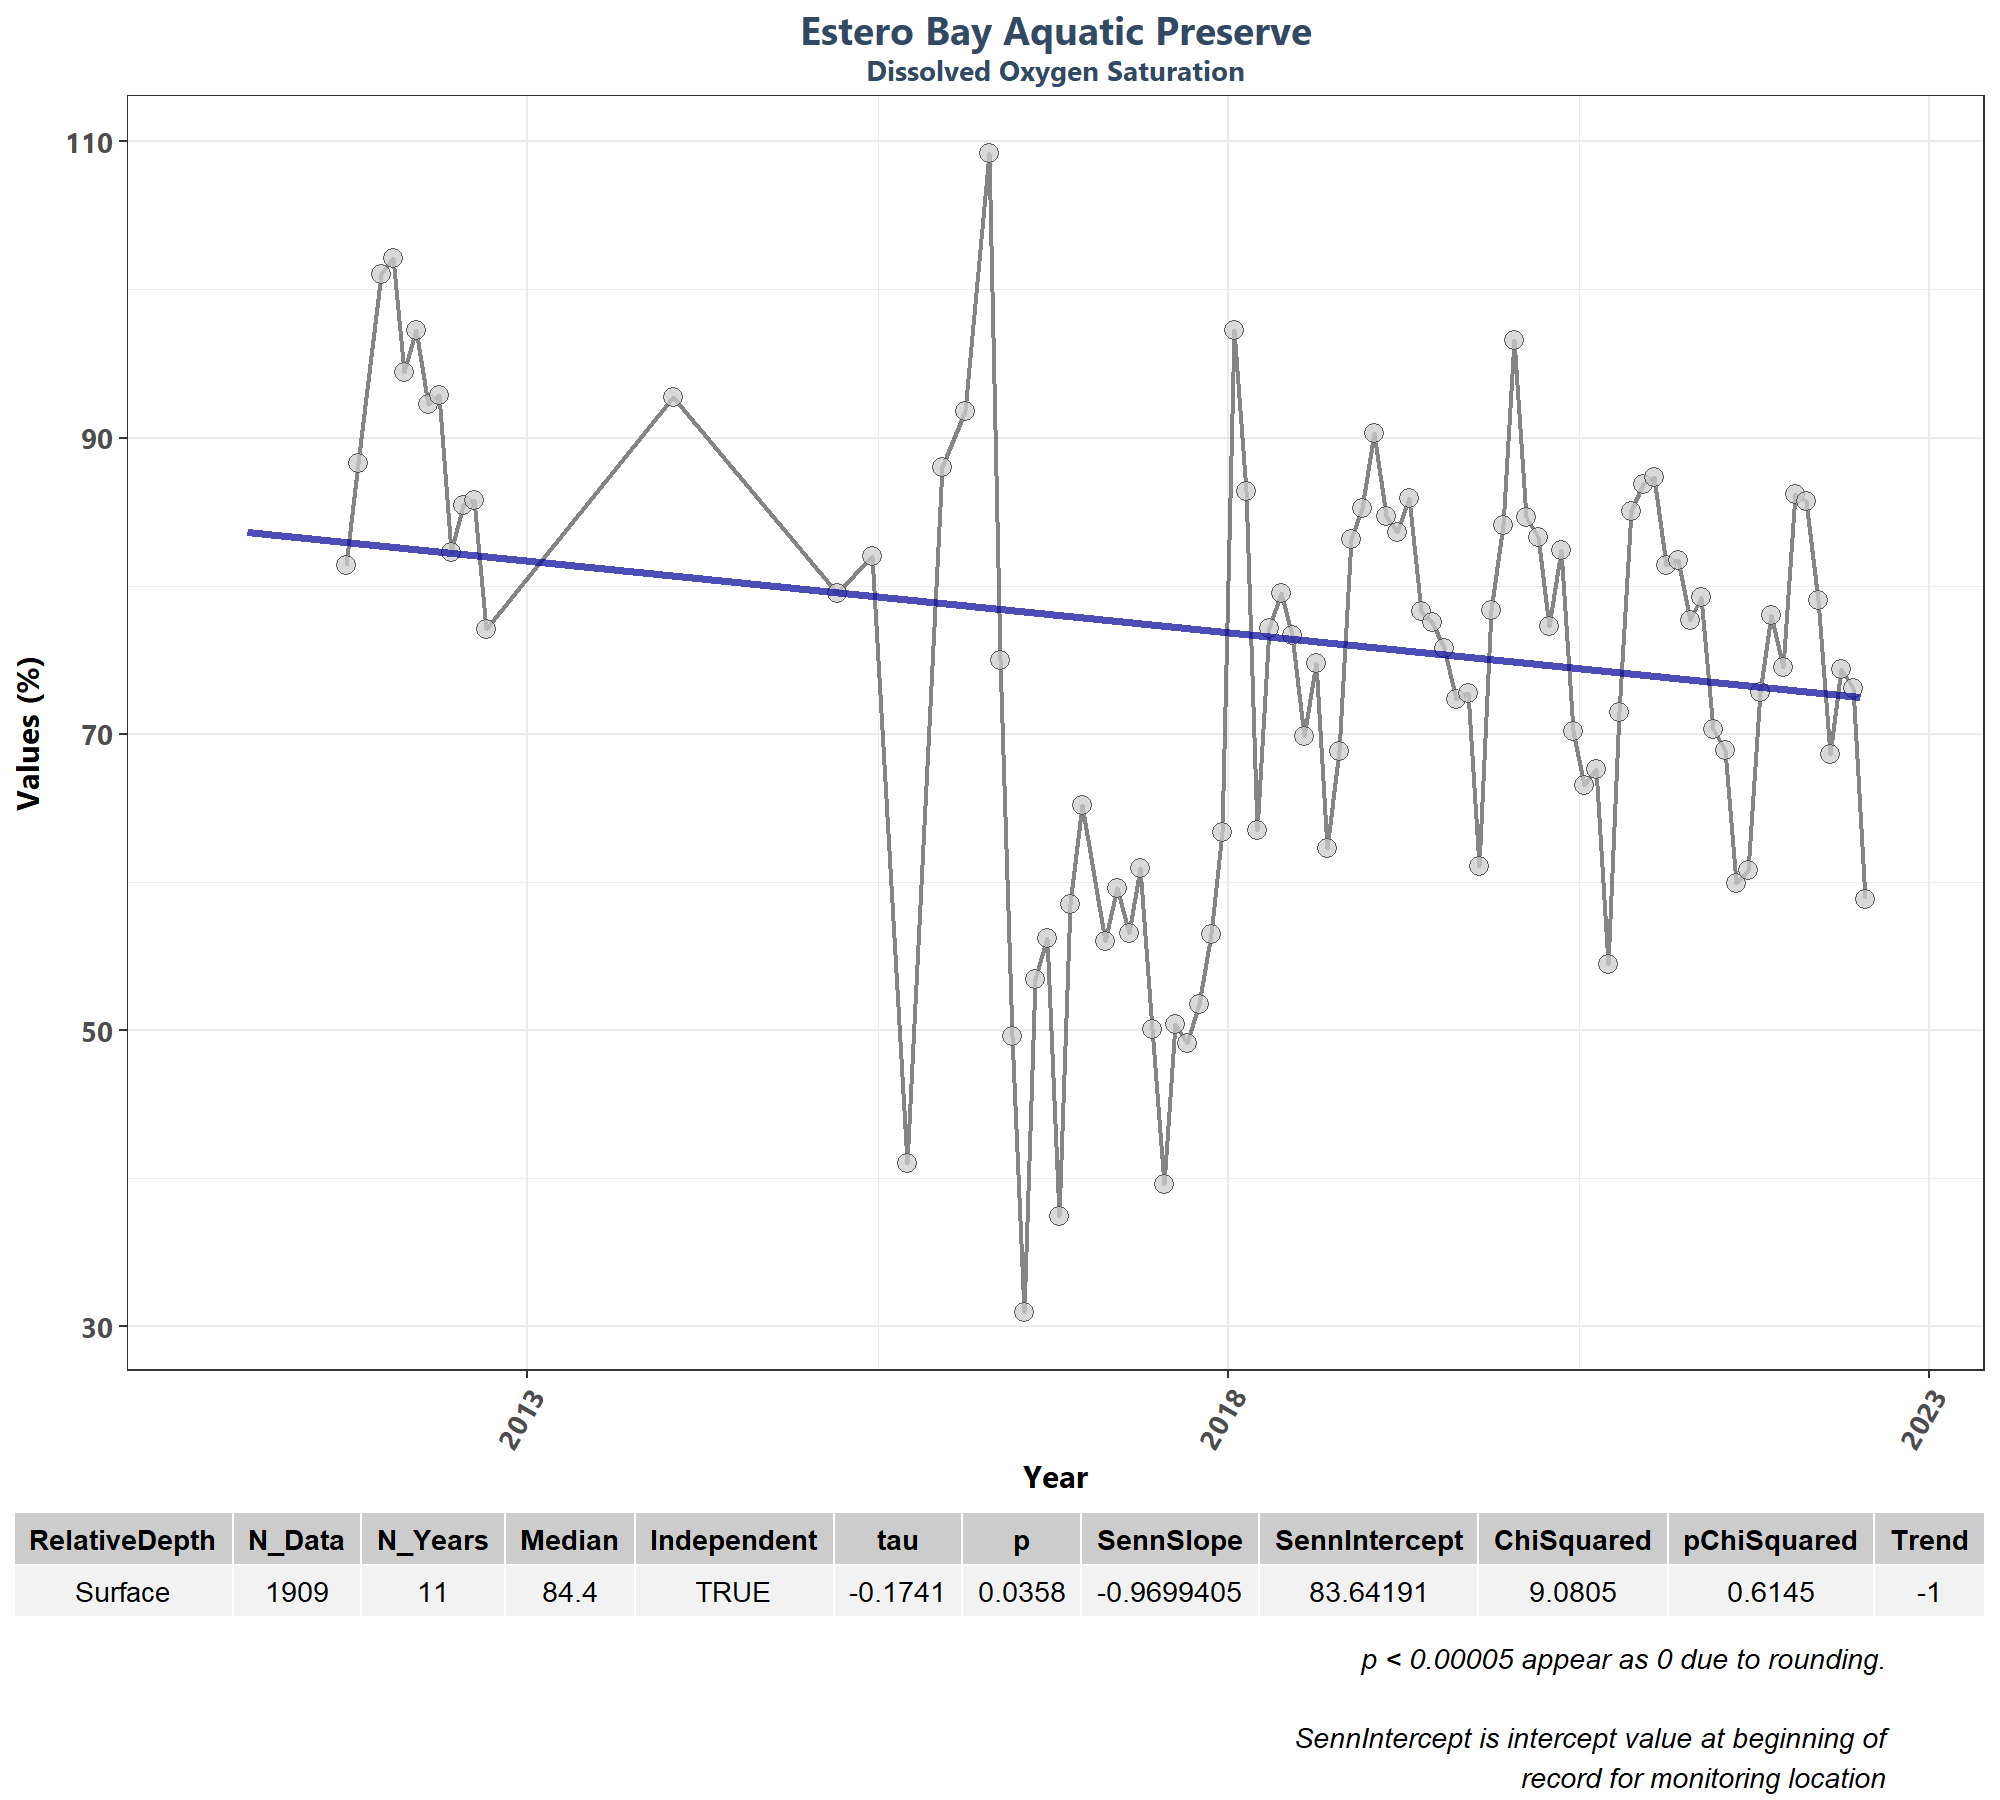 Estero Bay Aquatic Preserve
Dissolved Oxygen Saturation
Values (%)
110
90
70
50
30
2013 2018 2023
Year
RelativeDepth N_Data N_Years Median Independent tau p SennSlope SennIntercept ChiSquared pChiSquared Trend
Surface 1909 11 84.4 TRUE -0.1741 0.0358 -0.9699405 83.64191 9.0805 0.6145 -1
p < 0.00005 appear as 0 due to rounding.
SennIntercept is intercept value at beginning of
record for monitoring location